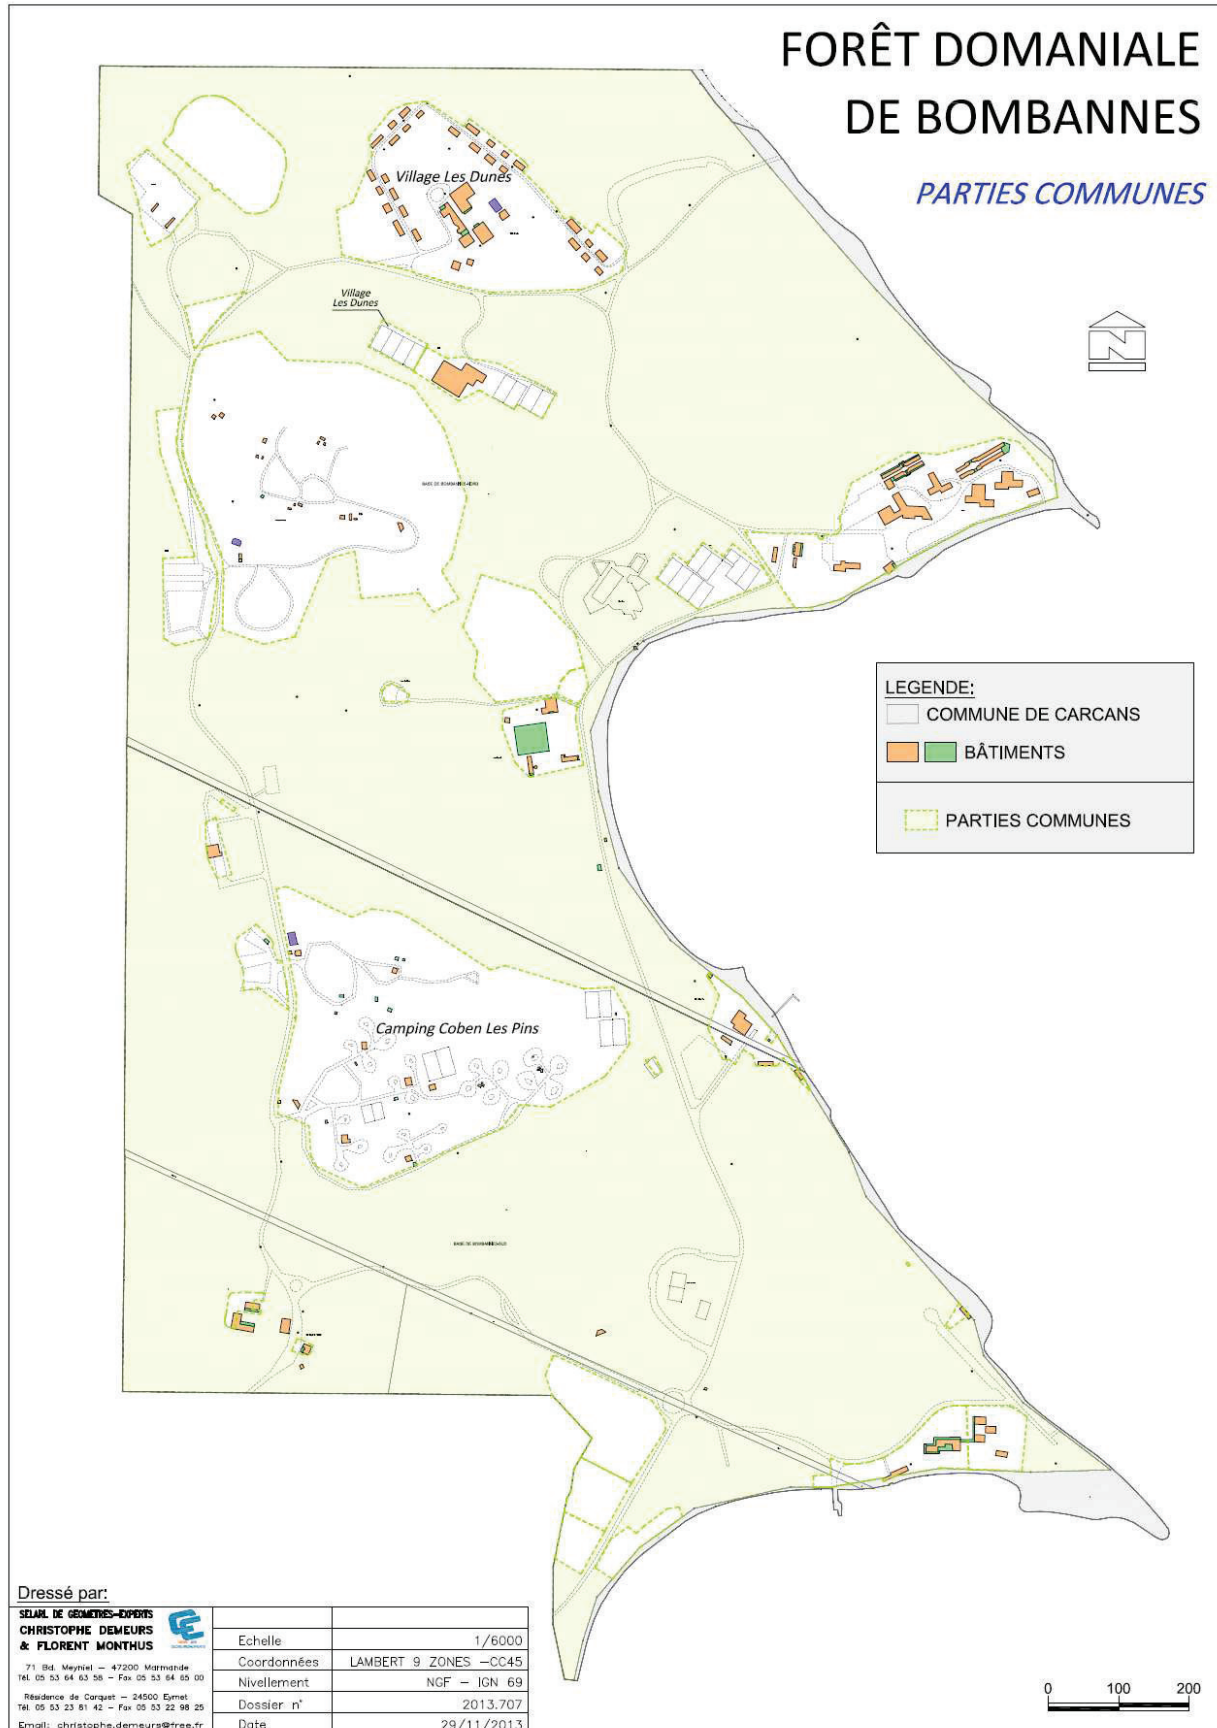 FORÊT DOMANIALE
DE BOMBANNES
PARTIES COMMUNES
Village Les Dunes
Village
Les Dunes
N
LEGENDE:
COMMUNE DE CARCANS
BÂTIMENTS
PARTIES COMMUNES
Camping Coben Les Pins
Dressé par:
SELARL DE GEOMETRES-EXPERTS
CHRISTOPHE DEMEURS
& FLORENT MONTHUS
71 Bd. Meyniel – 47200 Marmande
Tél. 05 53 64 63 58 – Fax 05 53 64 65 00
Résidence de Carquet – 24500 Eymet
Tél. 05 53 23 81 42 – Fax 05 53 22 98 25
Email: christophe.demeurs@free.fr
Echelle 1/6000
Coordonnées LAMBERT 9 ZONES –CC45
Nivellement NGF – IGN 69
Dossier n° 2013.707
Date 29/11/2013
0 100 200